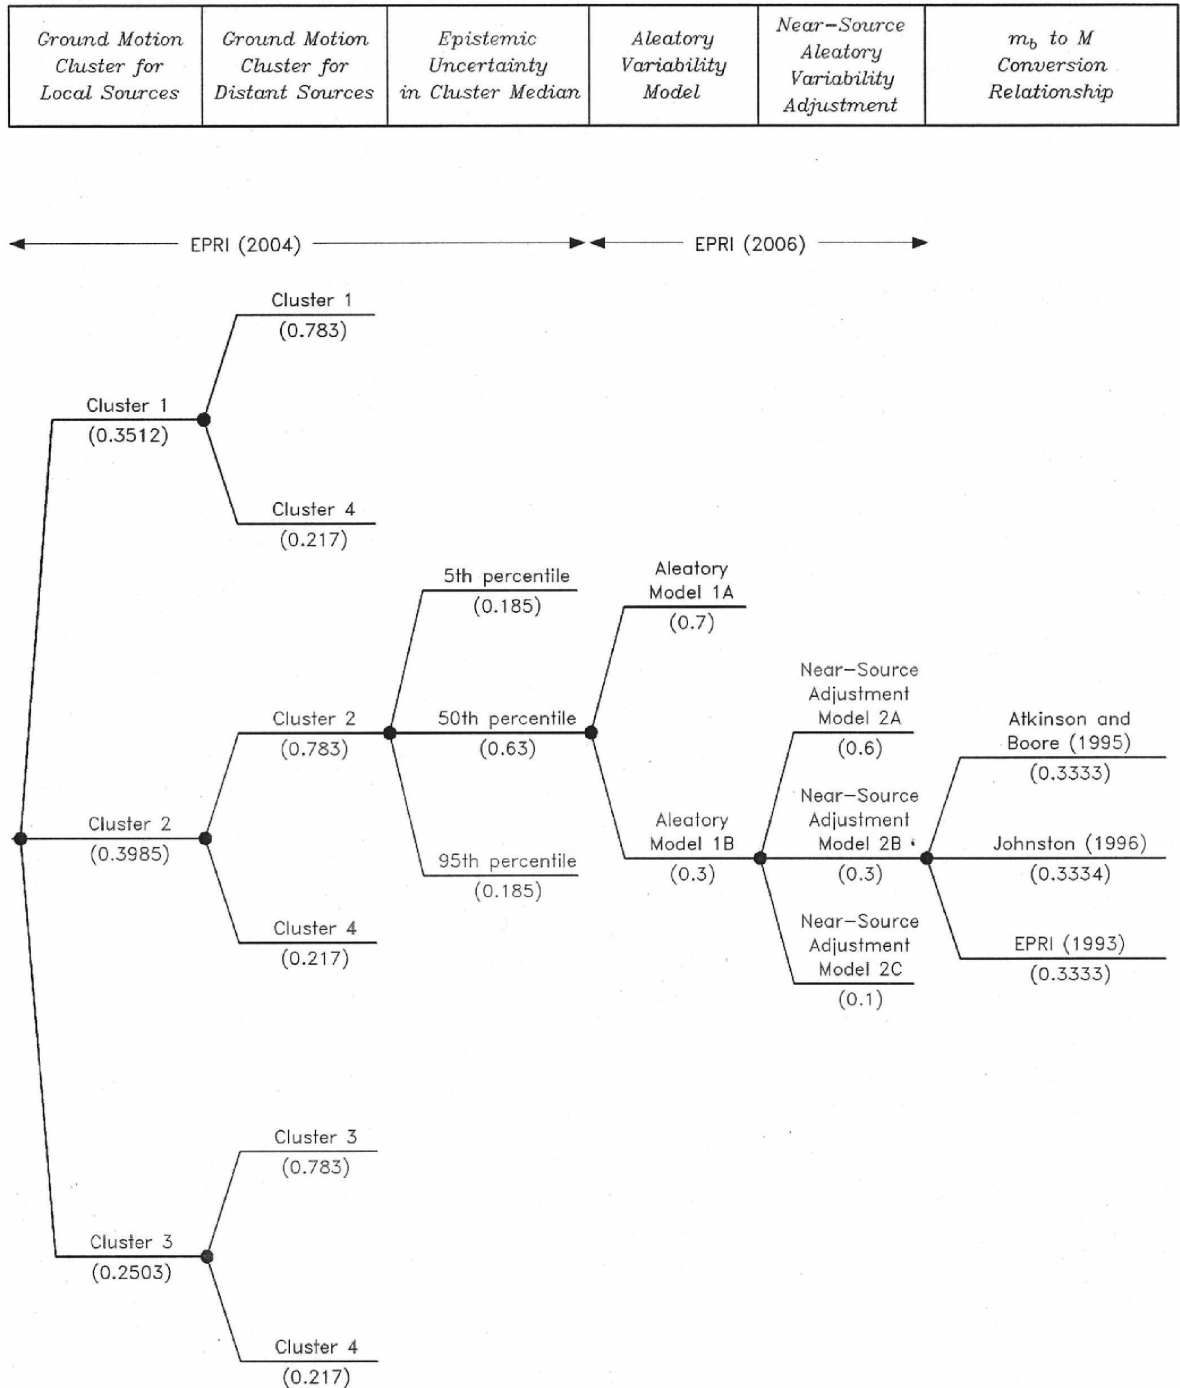 Ground Motion
Cluster for
Local Sources
Ground Motion
Cluster for
Distant Sources
Epistemic
Uncertainty
in Cluster Median
Aleatory
Variability
Model
Near-Source
Aleatory
Variability
Adjustment
m_b to M
Conversion
Relationship
EPRI (2004)
EPRI (2006)
Cluster 1
(0.3512)
Cluster 1
(0.783)
Cluster 4
(0.217)
Cluster 2
(0.3985)
Cluster 2
(0.783)
Cluster 4
(0.217)
5th percentile
(0.185)
50th percentile
(0.63)
95th percentile
(0.185)
Aleatory
Model 1A
(0.7)
Aleatory
Model 1B
(0.3)
Near-Source
Adjustment
Model 2A
(0.6)
Near-Source
Adjustment
Model 2B
(0.3)
Near-Source
Adjustment
Model 2C
(0.1)
Atkinson and
Boore (1995)
(0.3333)
Johnston (1996)
(0.3334)
EPRI (1993)
(0.3333)
Cluster 3
(0.2503)
Cluster 3
(0.783)
Cluster 4
(0.217)